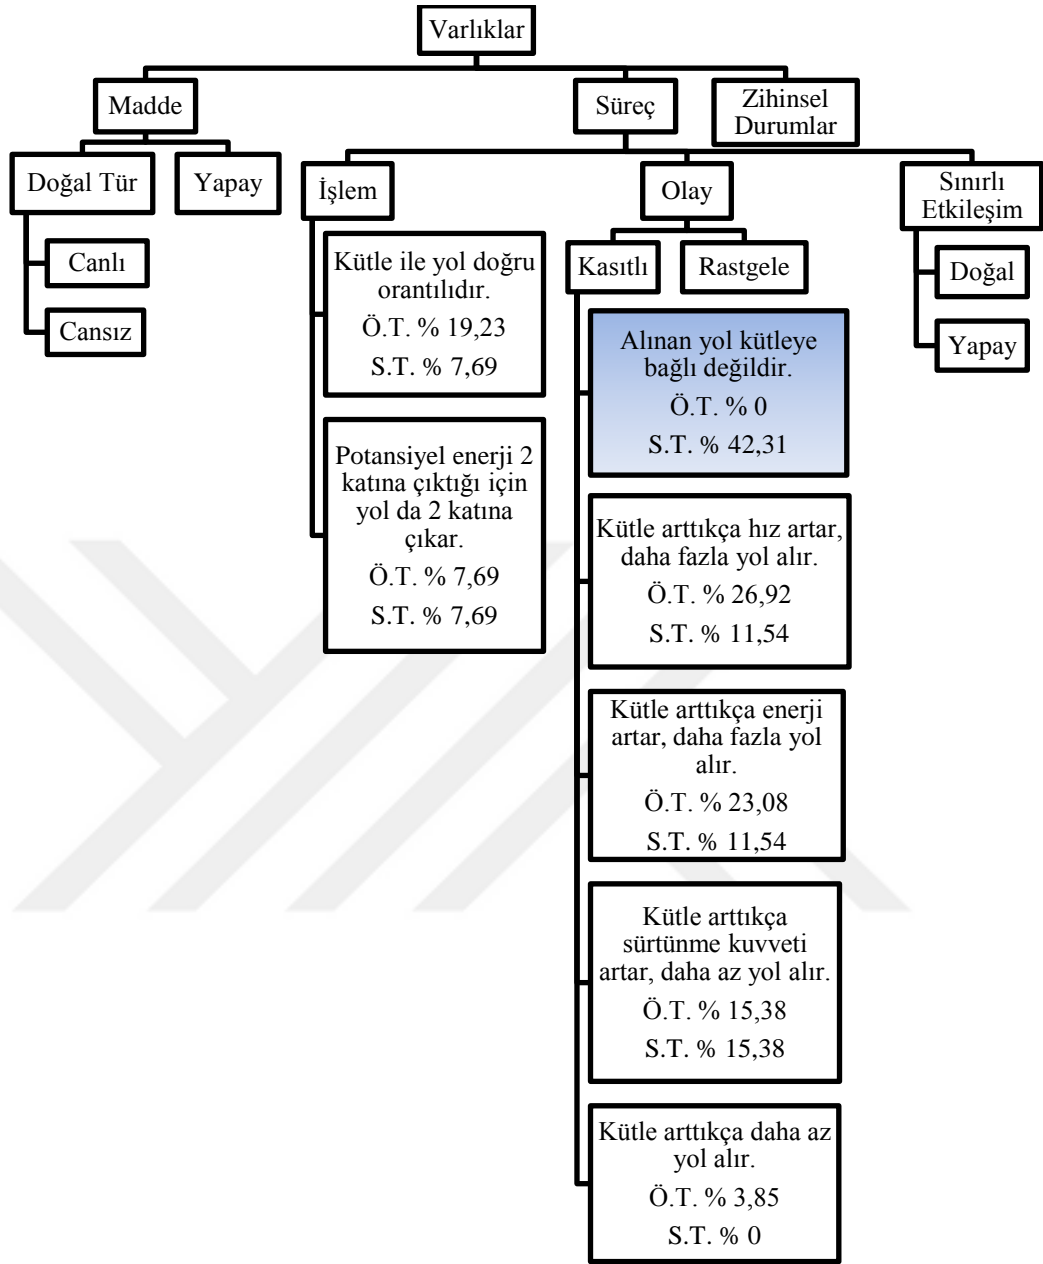 Varlıklar
Madde
Süreç
Zihinsel
Durumlar
Doğal Tür
Yapay
İşlem
Olay
Sınırlı
Etkileşim
Canlı
Cansız
Kütle ile yol doğru
orantılıdır.
Ö.T. % 19,23
S.T. % 7,69
Potansiyel enerji 2
katına çıktığı için
yol da 2 katına
çıkar.
Ö.T. % 7,69
S.T. % 7,69
Kasıtlı
Rastgele
Alınan yol kütleye
bağlı değildir.
Ö.T. % 0
S.T. % 42,31
Kütle arttıkça hız artar,
daha fazla yol alır.
Ö.T. % 26,92
S.T. % 11,54
Kütle arttıkça enerji
artar, daha fazla yol
alır.
Ö.T. % 23,08
S.T. % 11,54
Kütle arttıkça
sürtünme kuvveti
artar, daha az yol alır.
Ö.T. % 15,38
S.T. % 15,38
Kütle arttıkça daha az
yol alır.
Ö.T. % 3,85
S.T. % 0
Doğal
Yapay